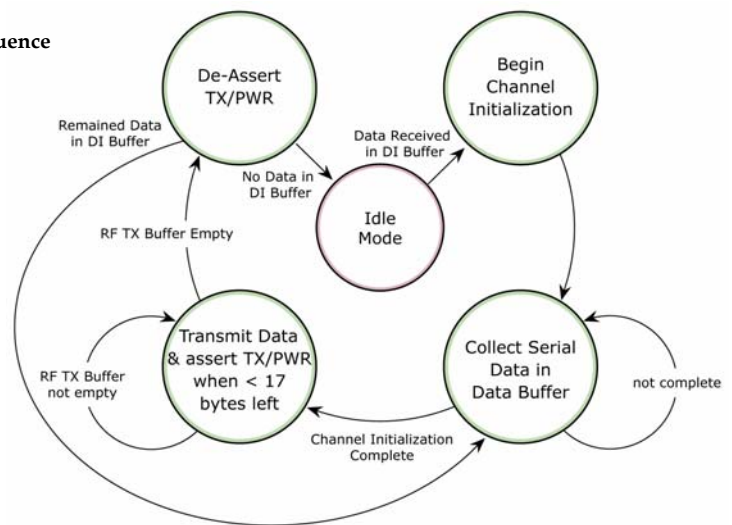 De-Assert
TX/PWR
Begin
Channel
Initialization
Remained Data
in DI Buffer
Data Received
in DI Buffer
No Data in
DI Buffer
Idle
Mode
RF TX Buffer Empty
Transmit Data
& assert TX/PWR
when < 17
bytes left
RF TX Buffer
not empty
Collect Serial
Data in
Data Buffer
not complete
Channel Initialization
Complete